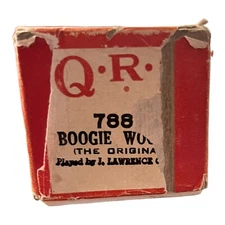 Q·R·
788
BOOGIE WOO
(THE ORIGINA
Played by J. LAWRENCE C